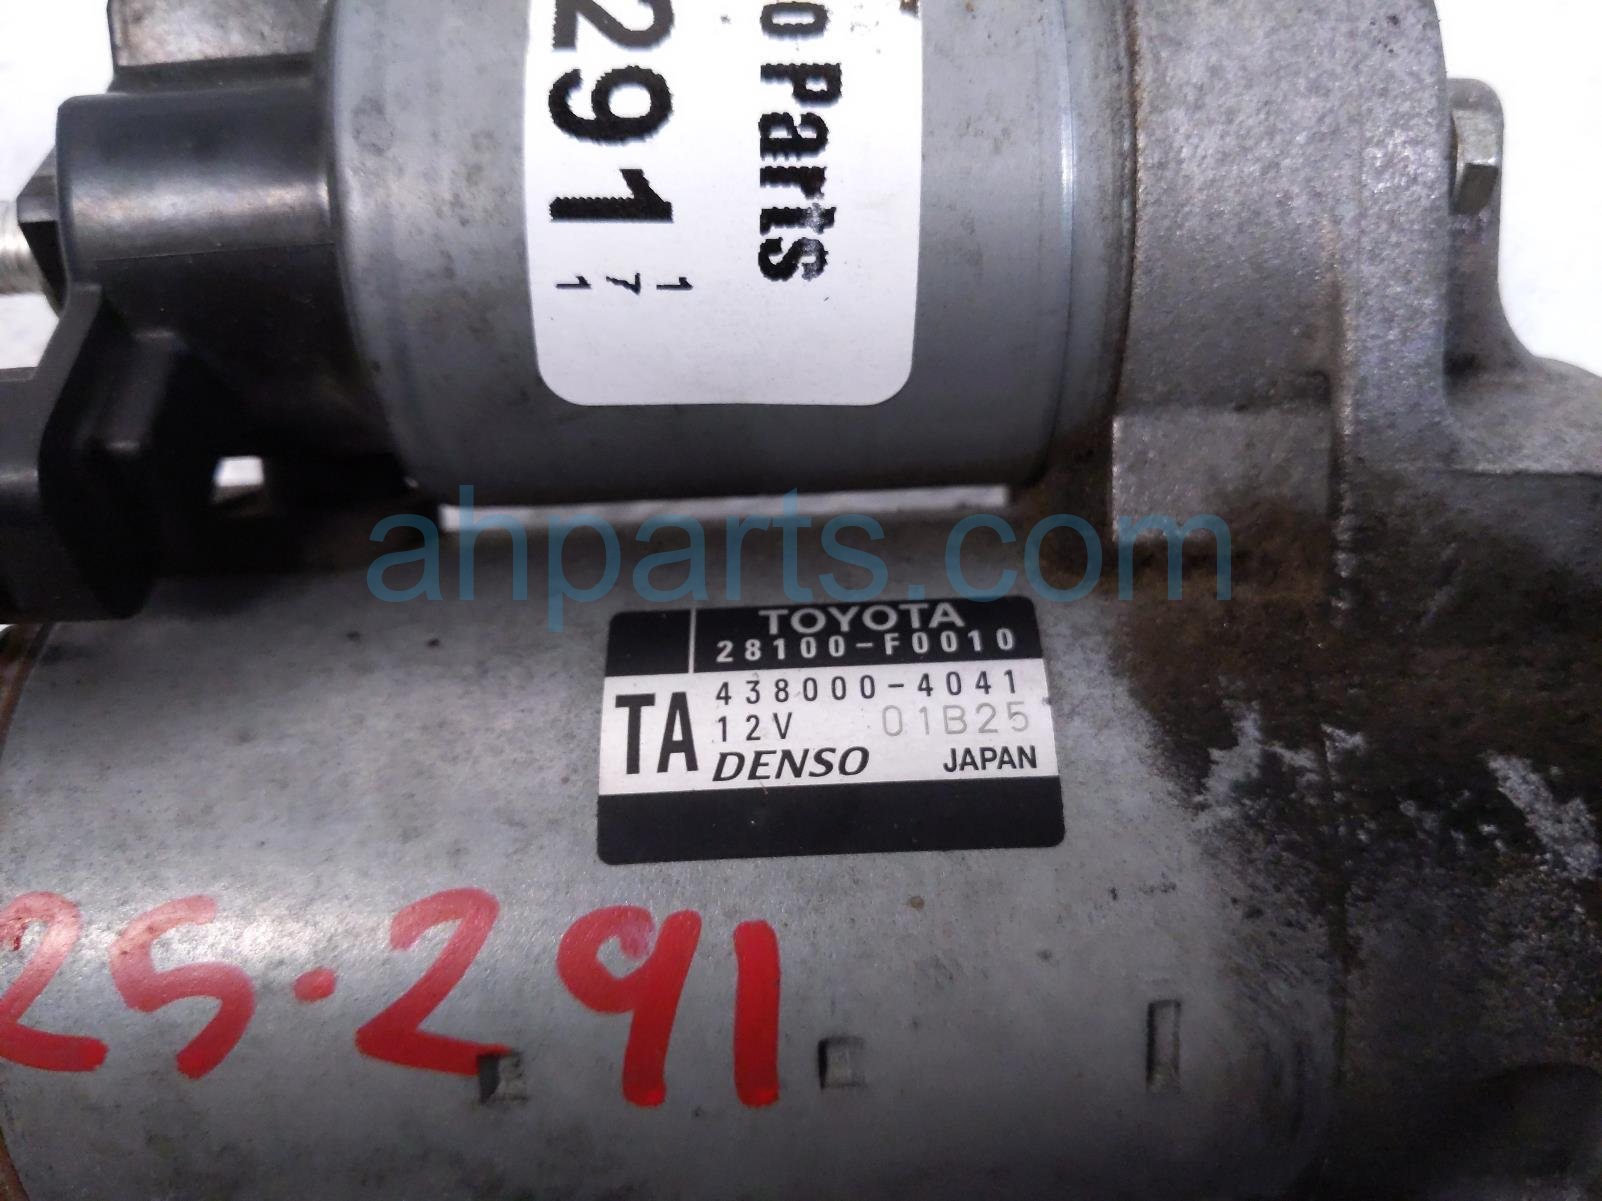 o Parts
291
1
7
1
ahparts.com
TOYOTA
28100-F0010
TA
438000-4041
12V 01B25
DENSO JAPAN
25.291